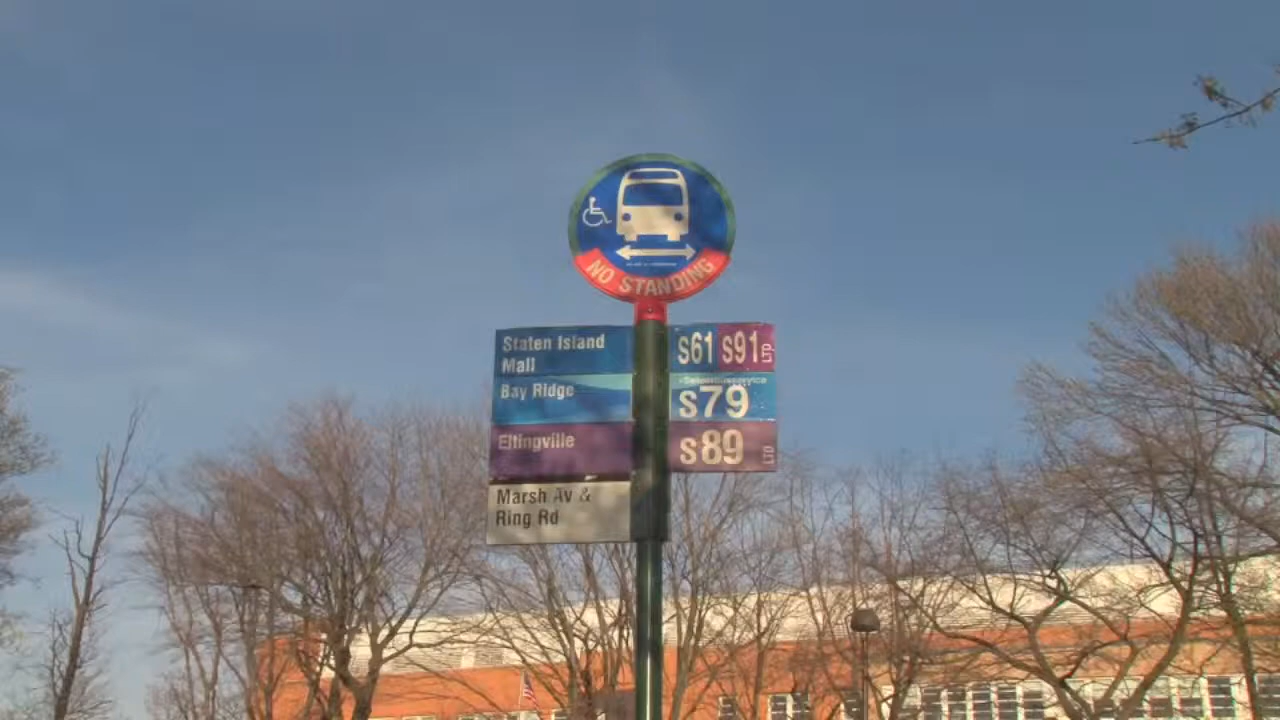 NO STANDING
Staten Island
Mall
S61 S91 LTD
Bay Ridge
S79
Eltingville
S89 LTD
Marsh Av &
Ring Rd